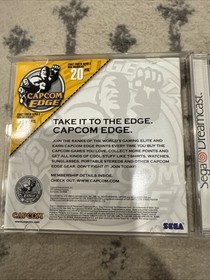 CAPCOM
EDGE
20
TAKE IT TO THE EDGE.
CAPCOM EDGE.
JOIN THE RANKS OF THE WORLD'S GAMING ELITE AND
EARN CAPCOM EDGE POINTS EVERY TIME YOU BUY THE
CAPCOM GAMES YOU LOVE. COLLECT MORE POINTS AND
GET ALL KINDS OF COOL STUFF LIKE T-SHIRTS, WATCHES,
SUNGLASSES, PORTABLE STEREOS AND OTHER CAPCOM
EDGE GEAR. DON'T FIGHT IT. JOIN TODAY.
MEMBERSHIP DETAILS INSIDE.
CHECK OUT: WWW.CAPCOM.COM
CAPCOM
SEGA
Sega Dreamcast